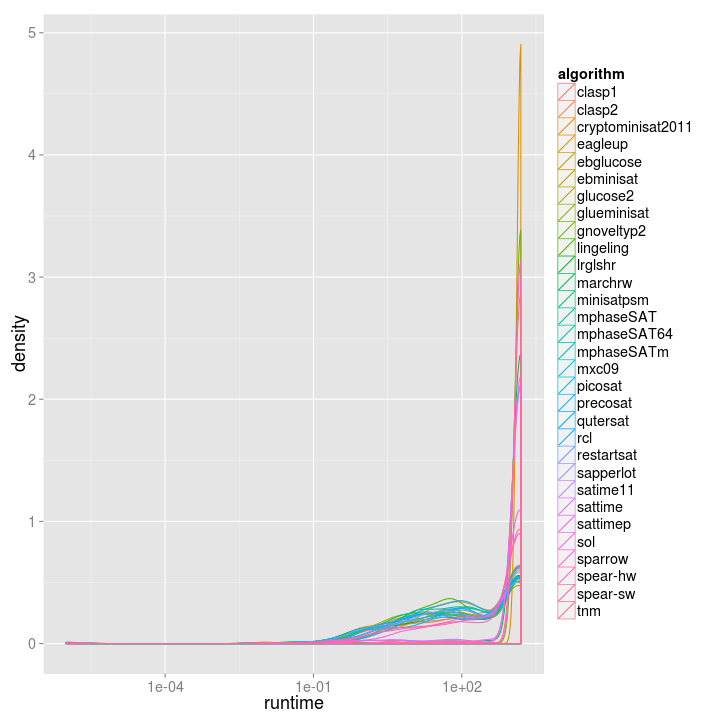 5
4
3
2
1
0
density
1e-04
1e-01
1e+02
runtime
algorithm
clasp1
clasp2
cryptominisat2011
eagleup
ebglucose
ebminisat
glucose2
glueminisat
gnoveltyp2
lingeling
lrglshr
marchrw
minisatpsm
mphaseSAT
mphaseSAT64
mphaseSATm
mxc09
picosat
precosat
qutersat
rcl
restartsat
sapperlot
satime11
sattime
sattimep
sol
sparrow
spear-hw
spear-sw
tnm